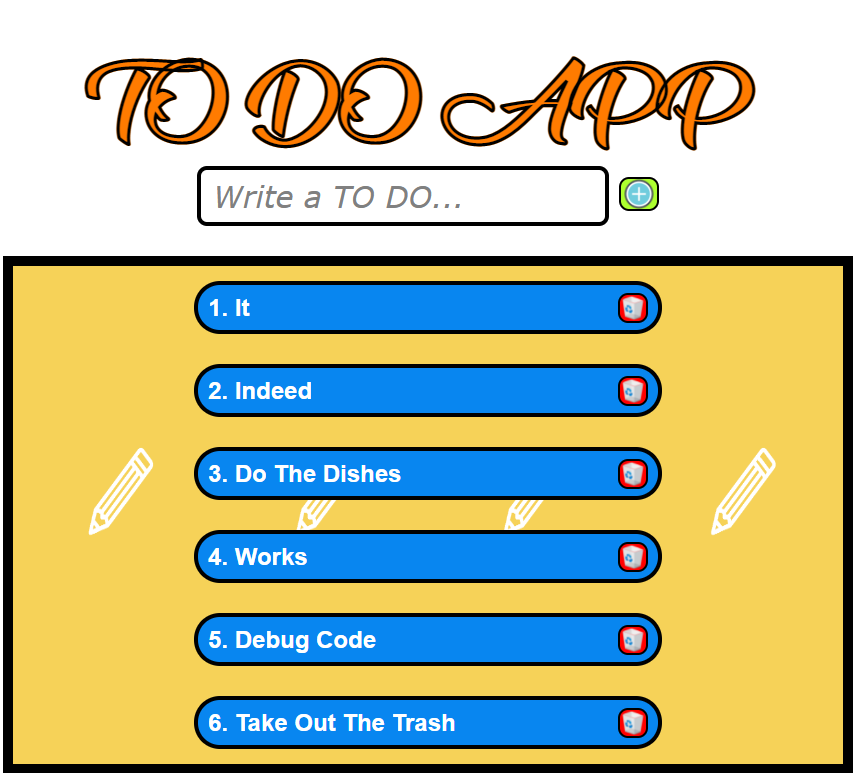 TO DO APP
Write a TO DO...
1. It
2. Indeed
3. Do The Dishes
4. Works
5. Debug Code
6. Take Out The Trash